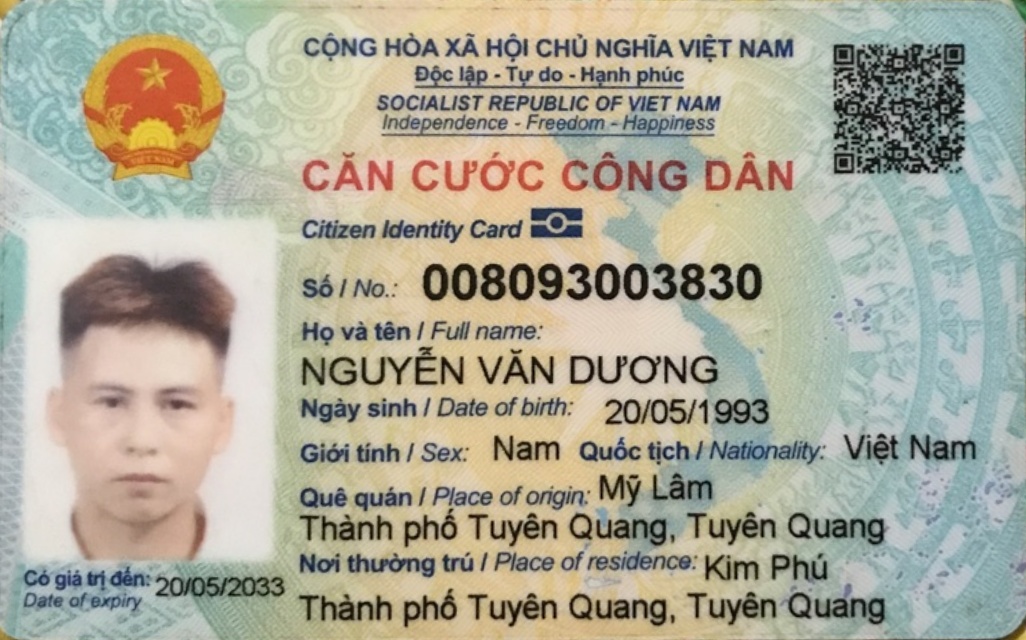 CỘNG HÒA XÃ HỘI CHỦ NGHĨA VIỆT NAM
Độc lập - Tự do - Hạnh phúc
SOCIALIST REPUBLIC OF VIET NAM
Independence - Freedom - Happiness
CĂN CƯỚC CÔNG DÂN
Citizen Identity Card
Số / No.: 008093003830
Họ và tên / Full name:
NGUYỄN VĂN DƯƠNG
Ngày sinh / Date of birth: 20/05/1993
Giới tính / Sex: Nam Quốc tịch / Nationality: Việt Nam
Quê quán / Place of origin: Mỹ Lâm
Thành phố Tuyên Quang, Tuyên Quang
Nơi thường trú / Place of residence: Kim Phú
Thành phố Tuyên Quang, Tuyên Quang
Có giá trị đến: 20/05/2033
Date of expiry
VIỆT NAM